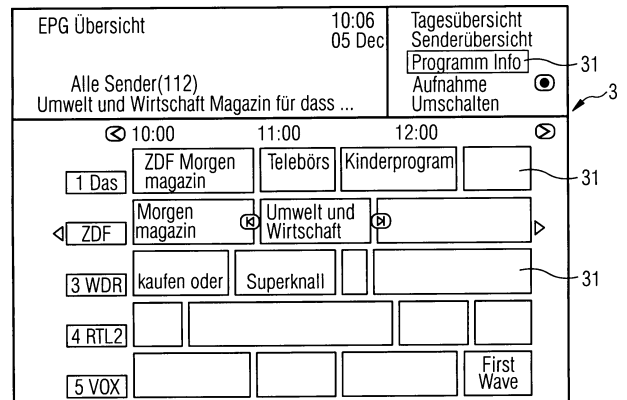 EPG Übersicht
10:06
05 Dec
Alle Sender(112)
Umwelt und Wirtschaft Magazin für dass ...
Tagesübersicht
Senderübersicht
Programm Info
Aufnahme
Umschalten
31
3
10:00 11:00 12:00
1 Das
ZDF Morgen
magazin
Telebörs
Kinderprogram
31
ZDF
Morgen
magazin
Umwelt und
Wirtschaft
3 WDR
kaufen oder
Superknall
31
4 RTL2
5 VOX
First
Wave